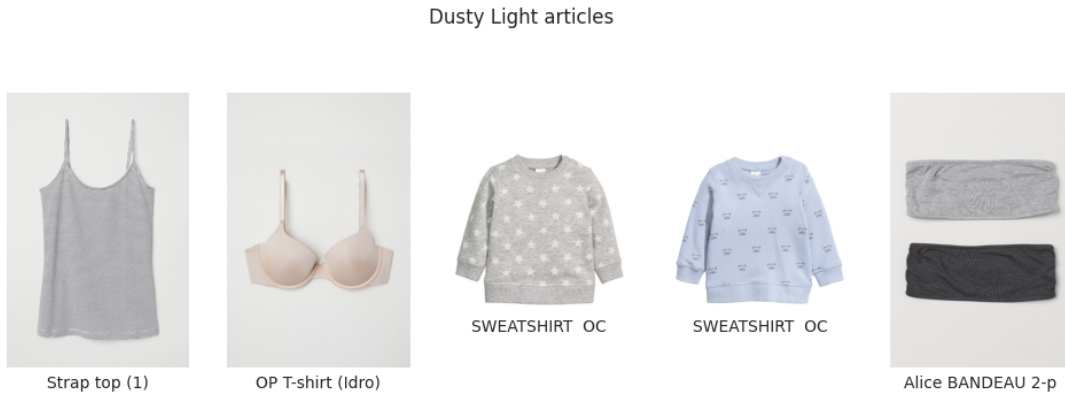 Dusty Light articles
SWEATSHIRT  OC
SWEATSHIRT  OC
Strap top (1)
OP T-shirt (Idro)
Alice BANDEAU 2-p